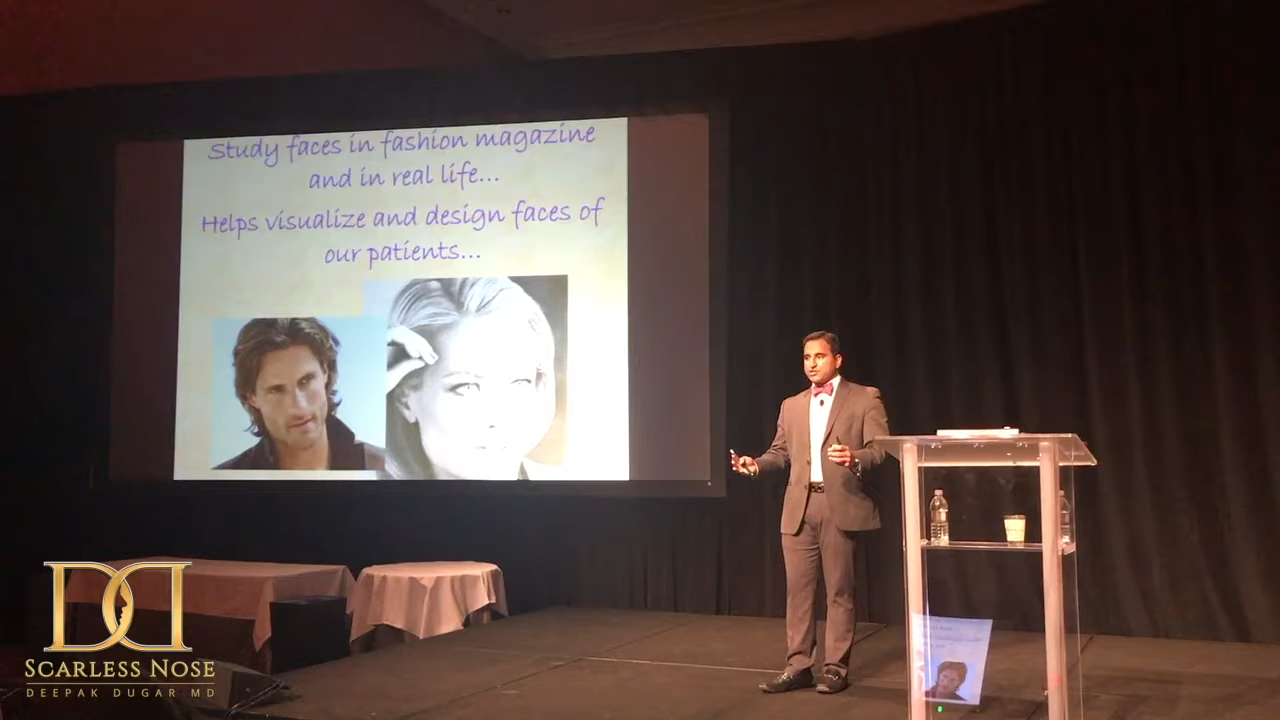 Study faces in fashion magazine
and in real life...
Helps visualize and design faces of
our patients...
DD
SCARLESS NOSE
DEEPAK DUGAR MD